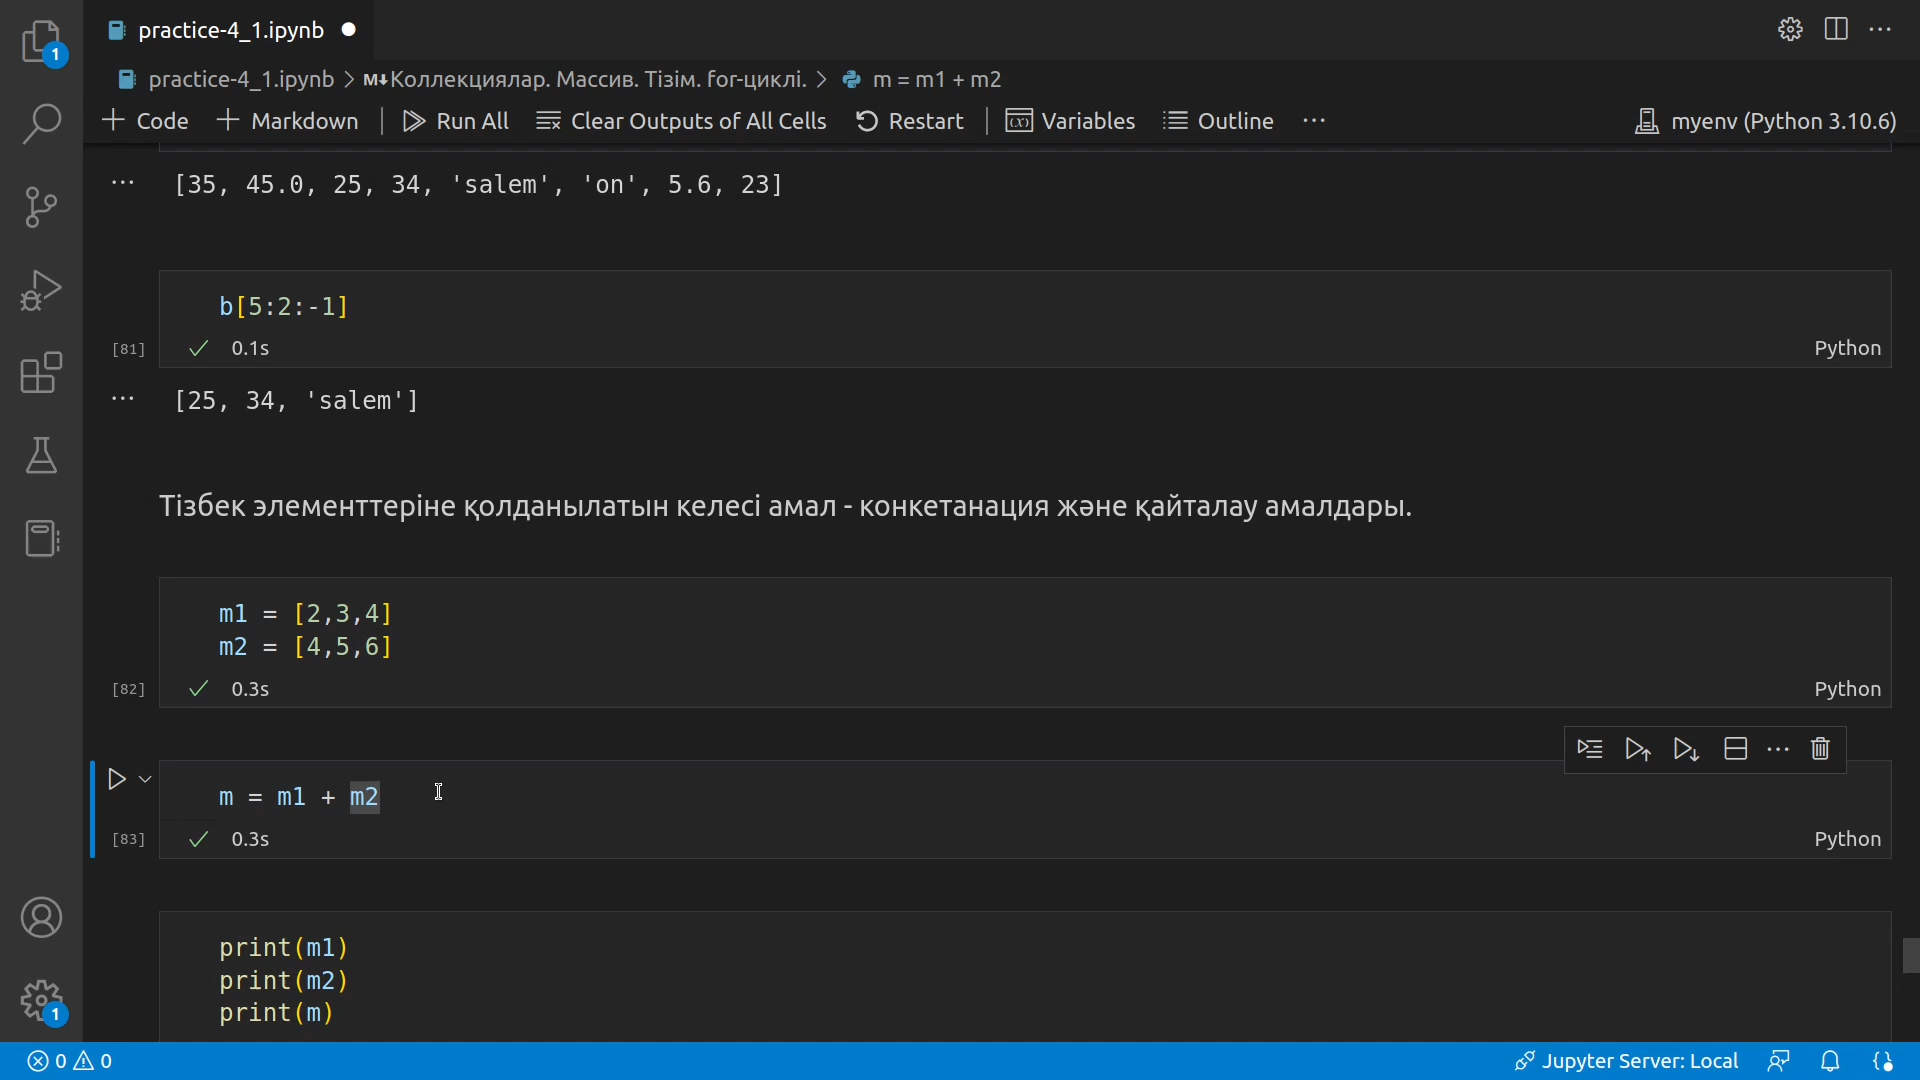 practice-4_1.ipynb
practice-4_1.ipynb > M↓Коллекциялар. Массив. Тізім. for-циклі. > m = m1 + m2
Code Markdown Run All Clear Outputs of All Cells Restart Variables Outline ··· myenv (Python 3.10.6)
[35, 45.0, 25, 34, 'salem', 'on', 5.6, 23]
b[5:2:-1]
[81] 0.1s Python
[25, 34, 'salem']
Тізбек элементтеріне қолданылатын келесі амал - конкетанация және қайталау амалдары.
m1 = [2,3,4]
m2 = [4,5,6]
[82] 0.3s Python
m = m1 + m2
[83] 0.3s Python
print(m1)
print(m2)
print(m)
1
1
0 0 Jupyter Server: Local